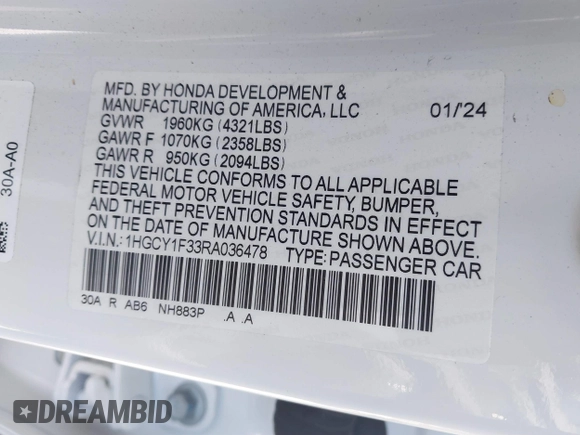 MFD. BY HONDA DEVELOPMENT &
MANUFACTURING OF AMERICA, LLC 01/'24
GVWR 1960KG (4321LBS)
GAWR F 1070KG (2358LBS)
GAWR R 950KG (2094LBS)
THIS VEHICLE CONFORMS TO ALL APPLICABLE
FEDERAL MOTOR VEHICLE SAFETY, BUMPER,
AND THEFT PREVENTION STANDARDS IN EFFECT
ON THE DATE OF MANUFACTURE SHOWN ABOVE.
V.I.N.: 1HGCY1F33RA036478 TYPE: PASSENGER CAR
30A R AB6 NH883P .A .A
30A-A0
DREAMBID